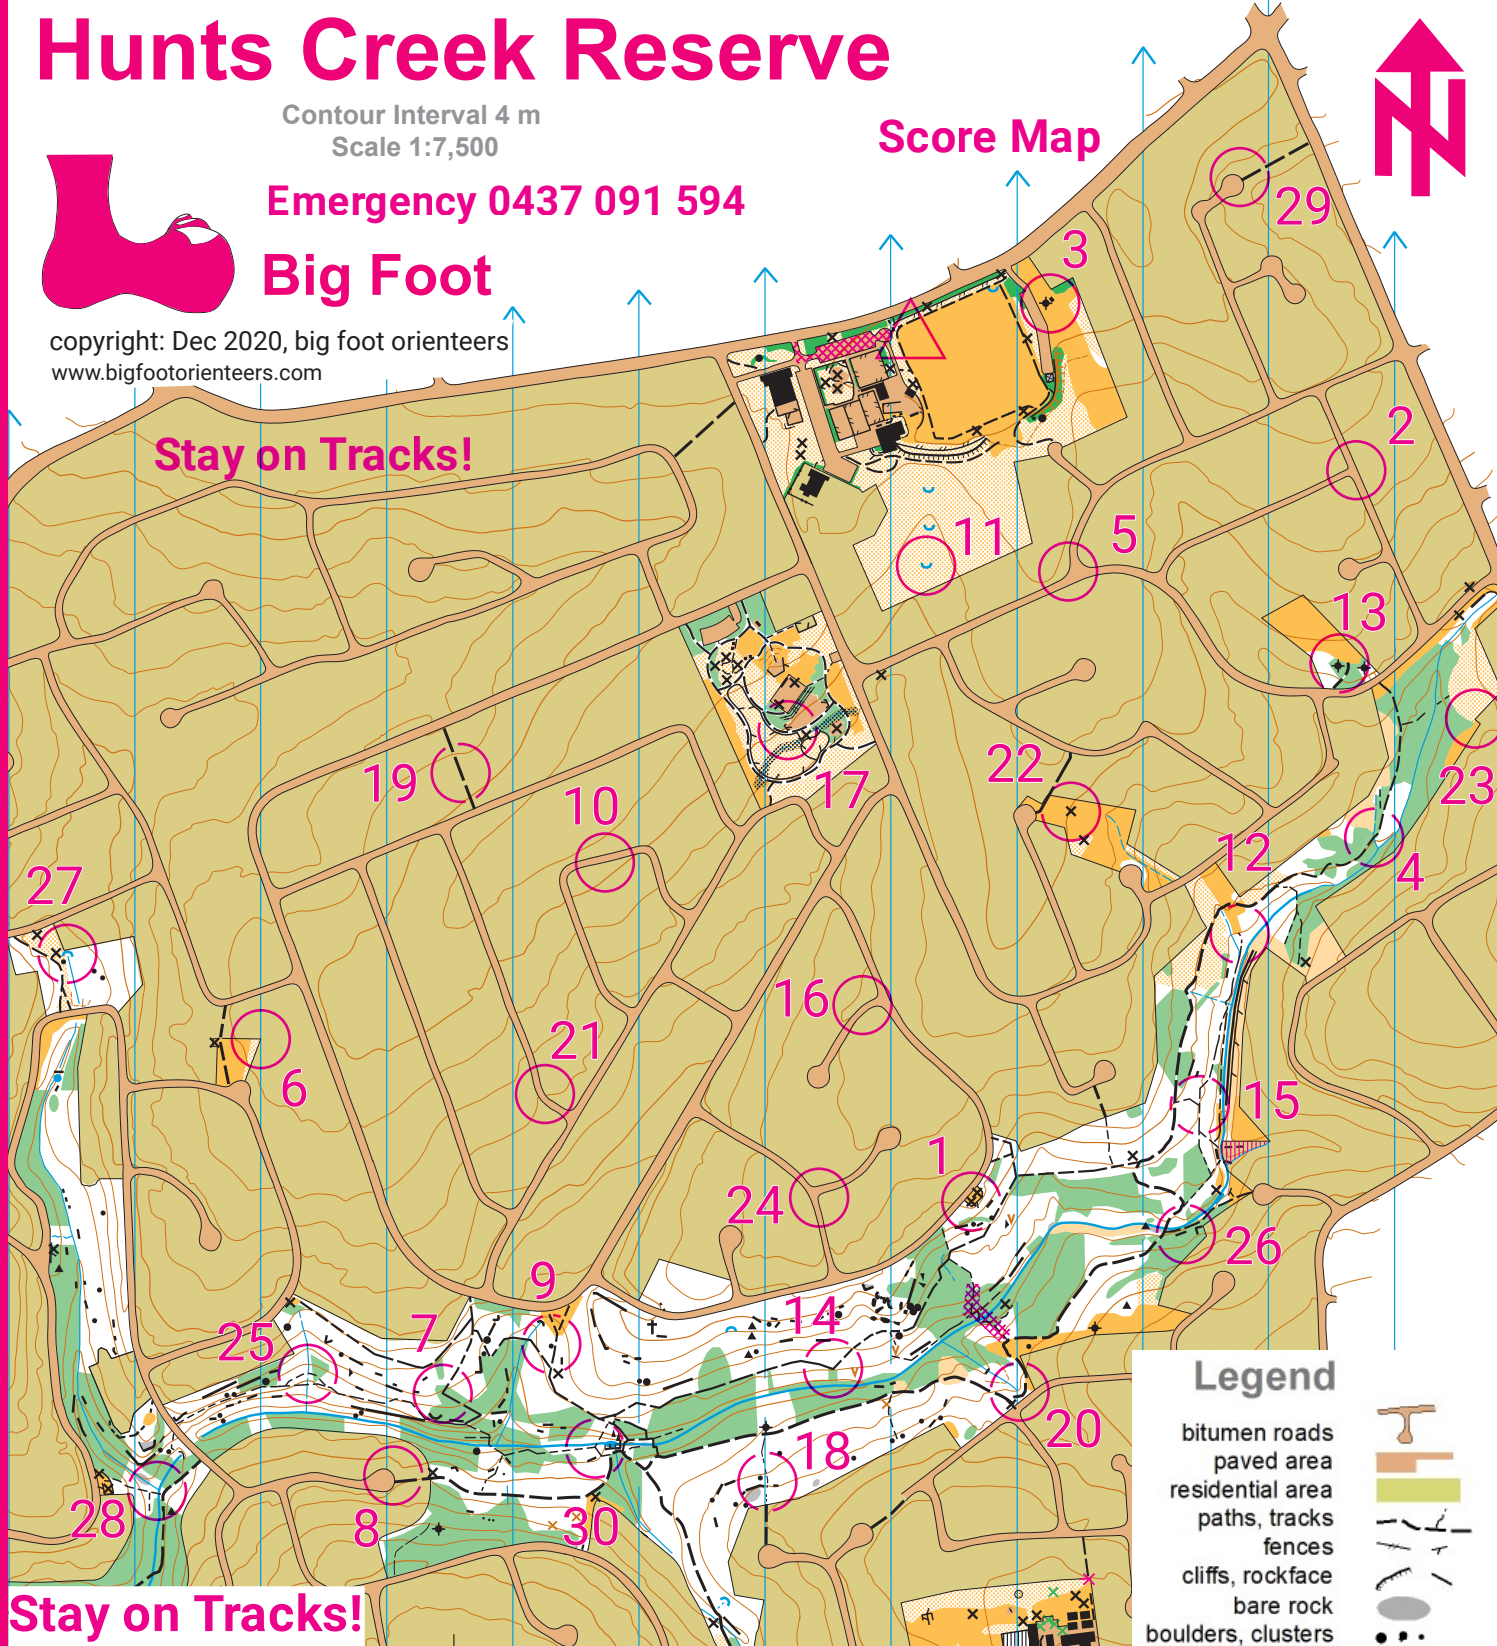 Hunts Creek Reserve
Contour Interval 4 m
Scale 1:7,500
Score Map
Emergency 0437 091 594
Big Foot
copyright: Dec 2020, big foot orienteers
www.bigfootorienteers.com
N
29
3
Stay on Tracks!
2
11
5
13
22
19
17
23
10
12
4
27
16
21
6
15
1
24
26
9
14
7
25
20
18
28
8
30
Legend
bitumen roads
paved area
residential area
paths, tracks
fences
cliffs, rockface
bare rock
boulders, clusters
Stay on Tracks!